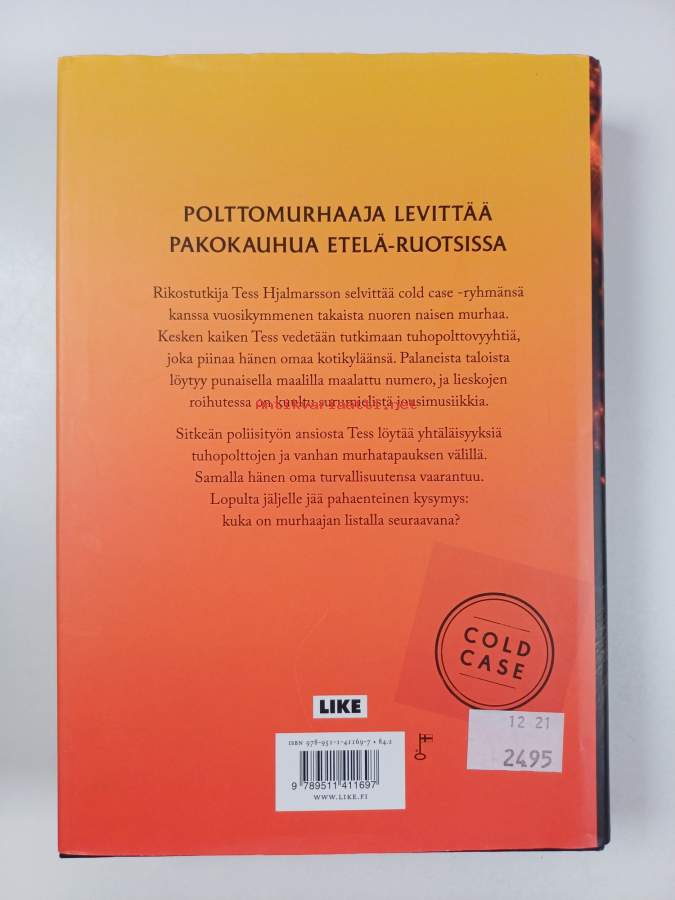 POLTTOMURHAAJA LEVITTÄÄ
PAKOKAUHUA ETELÄ-RUOTSISSA
Rikostutkija Tess Hjalmarsson selvittää cold case -ryhmänsä
kanssa vuosikymmenen takaista nuoren naisen murhaa.
Kesken kaiken Tess vedetään tutkimaan tuhopolttovyyhtiä,
joka piinaa hänen omaa kotikyläänsä. Palaneista taloista
löytyy punaisella maalilla maalattu numero, ja lieskojen
roihutessa on kuultu surumielistä jousimusiikkia.
antikvariaatti.net
Sitkeän poliisityön ansiosta Tess löytää yhtäläisyyksiä
tuhopolttojen ja vanhan murhatapauksen välillä.
Samalla hänen oma turvallisuutensa vaarantuu.
Lopulta jäljelle jää pahaenteinen kysymys:
kuka on murhaajan listalla seuraavana?
COLD
CASE
LIKE
12 21
2495
ISBN 978-951-1-41169-7 • 84.2
9 789511 411697
WWW.LIKE.FI